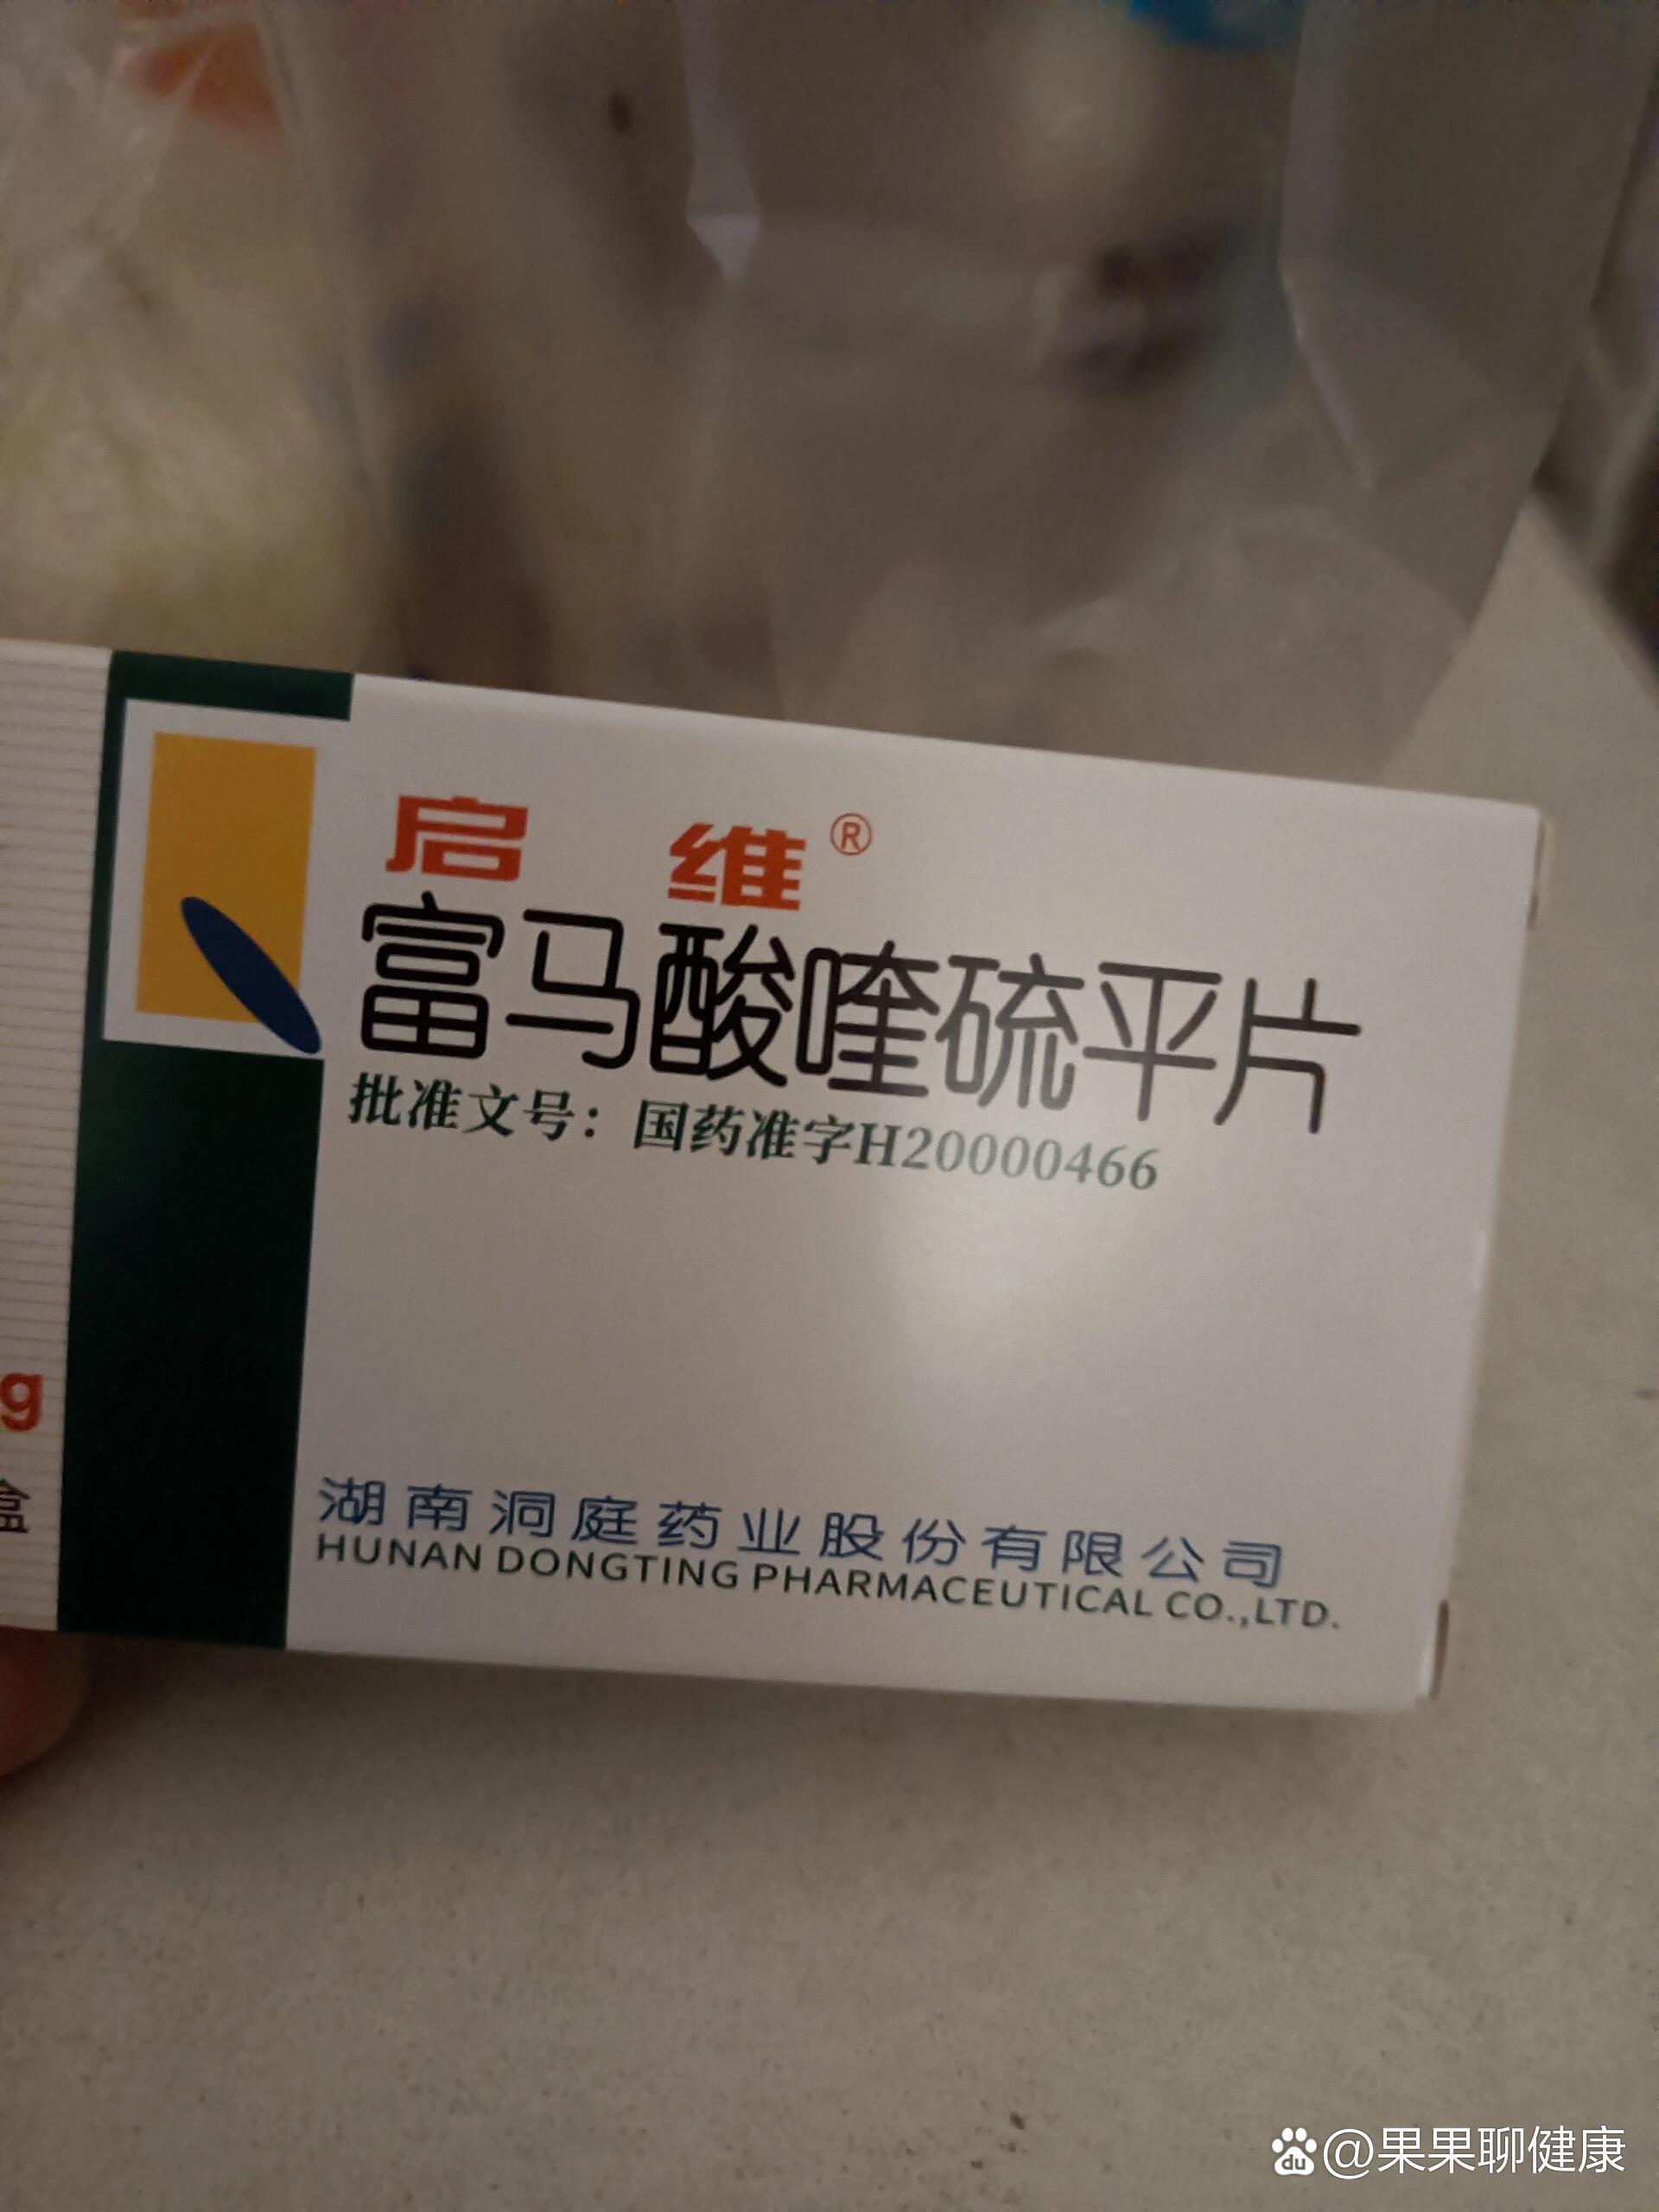 启维®
富马酸喹硫平片
批准文号：国药准字H20000466
g
盒
湖南洞庭药业股份有限公司
HUNAN DONGTING PHARMACEUTICAL CO.,LTD.
du @果果聊健康